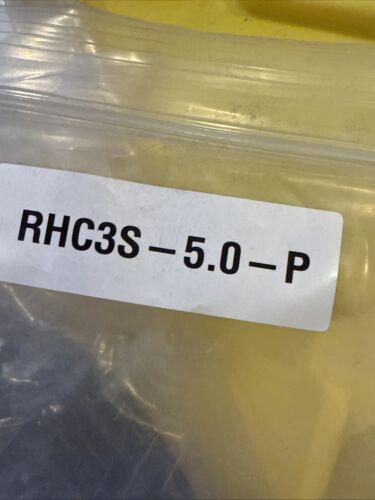 RHC3S – 5.0 – P